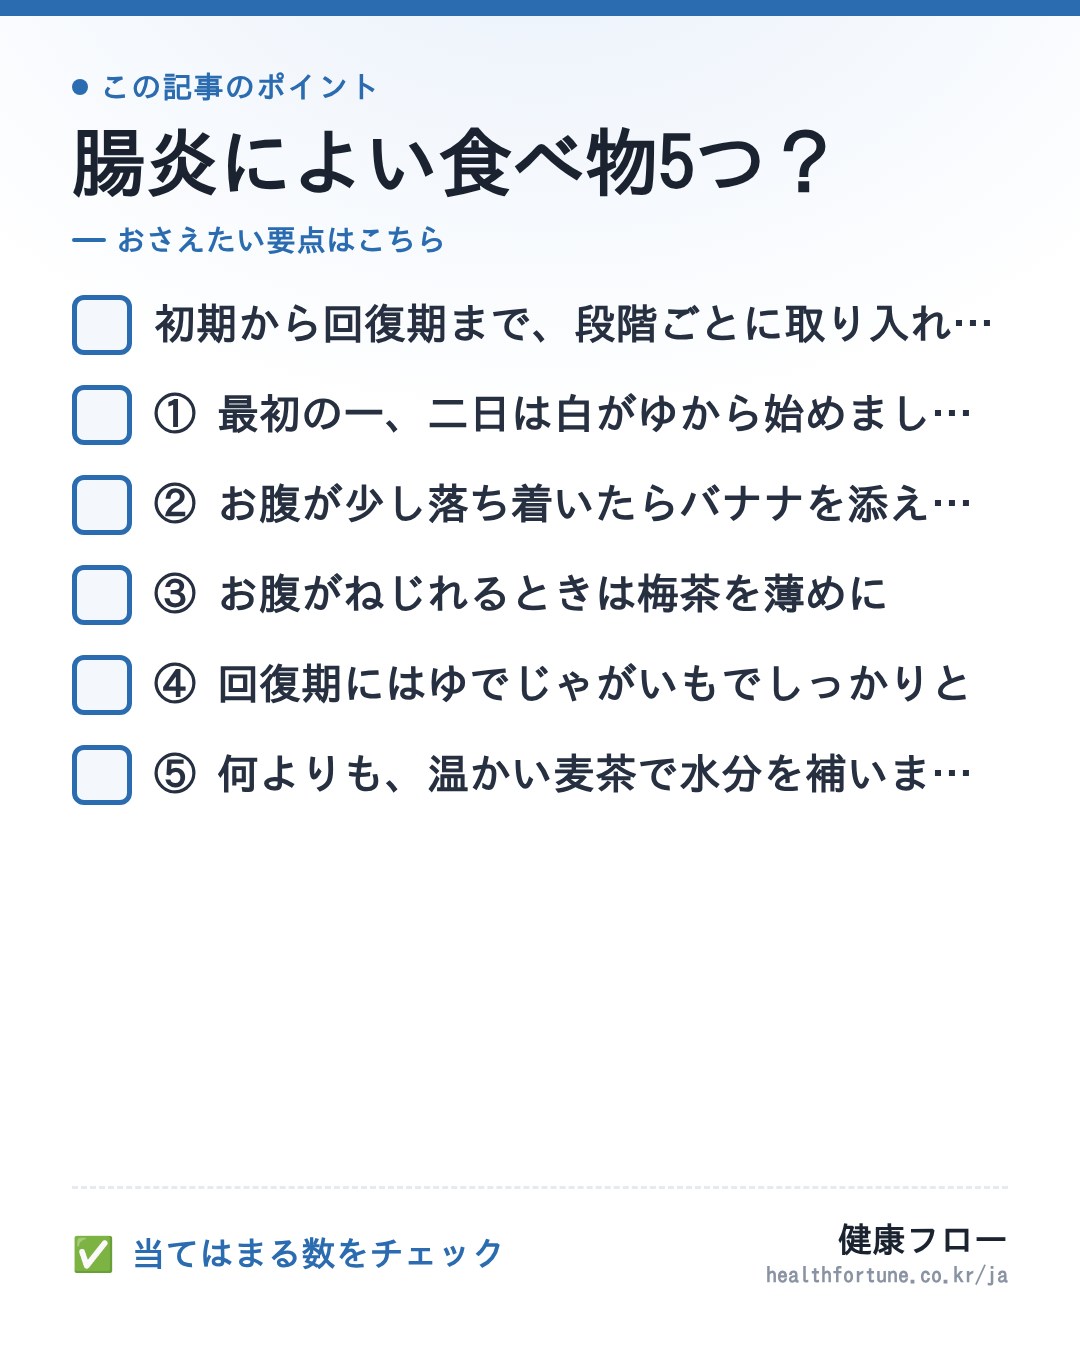 この記事のポイント
腸炎によい食べ物5つ？
おさえたい要点はこちら
初期から回復期まで、段階ごとに取り入れ…
① 最初の一、二日は白がゆから始めまし…
② お腹が少し落ち着いたらバナナを添え…
③ お腹がねじれるときは梅茶を薄めに
④ 回復期にはゆでじゃがいもでしっかりと
⑤ 何よりも、温かい麦茶で水分を補いま…
✅ 当てはまる数をチェック
健康フロー
healthfortune.co.kr/ja